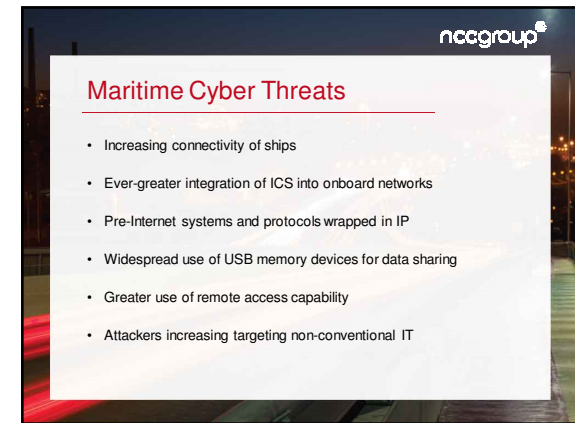 nccgroup
Maritime Cyber Threats
• Increasing connectivity of ships
• Ever-greater integration of ICS into onboard networks
• Pre-Internet systems and protocols wrapped in IP
• Widespread use of USB memory devices for data sharing
• Greater use of remote access capability
• Attackers increasing targeting non-conventional IT